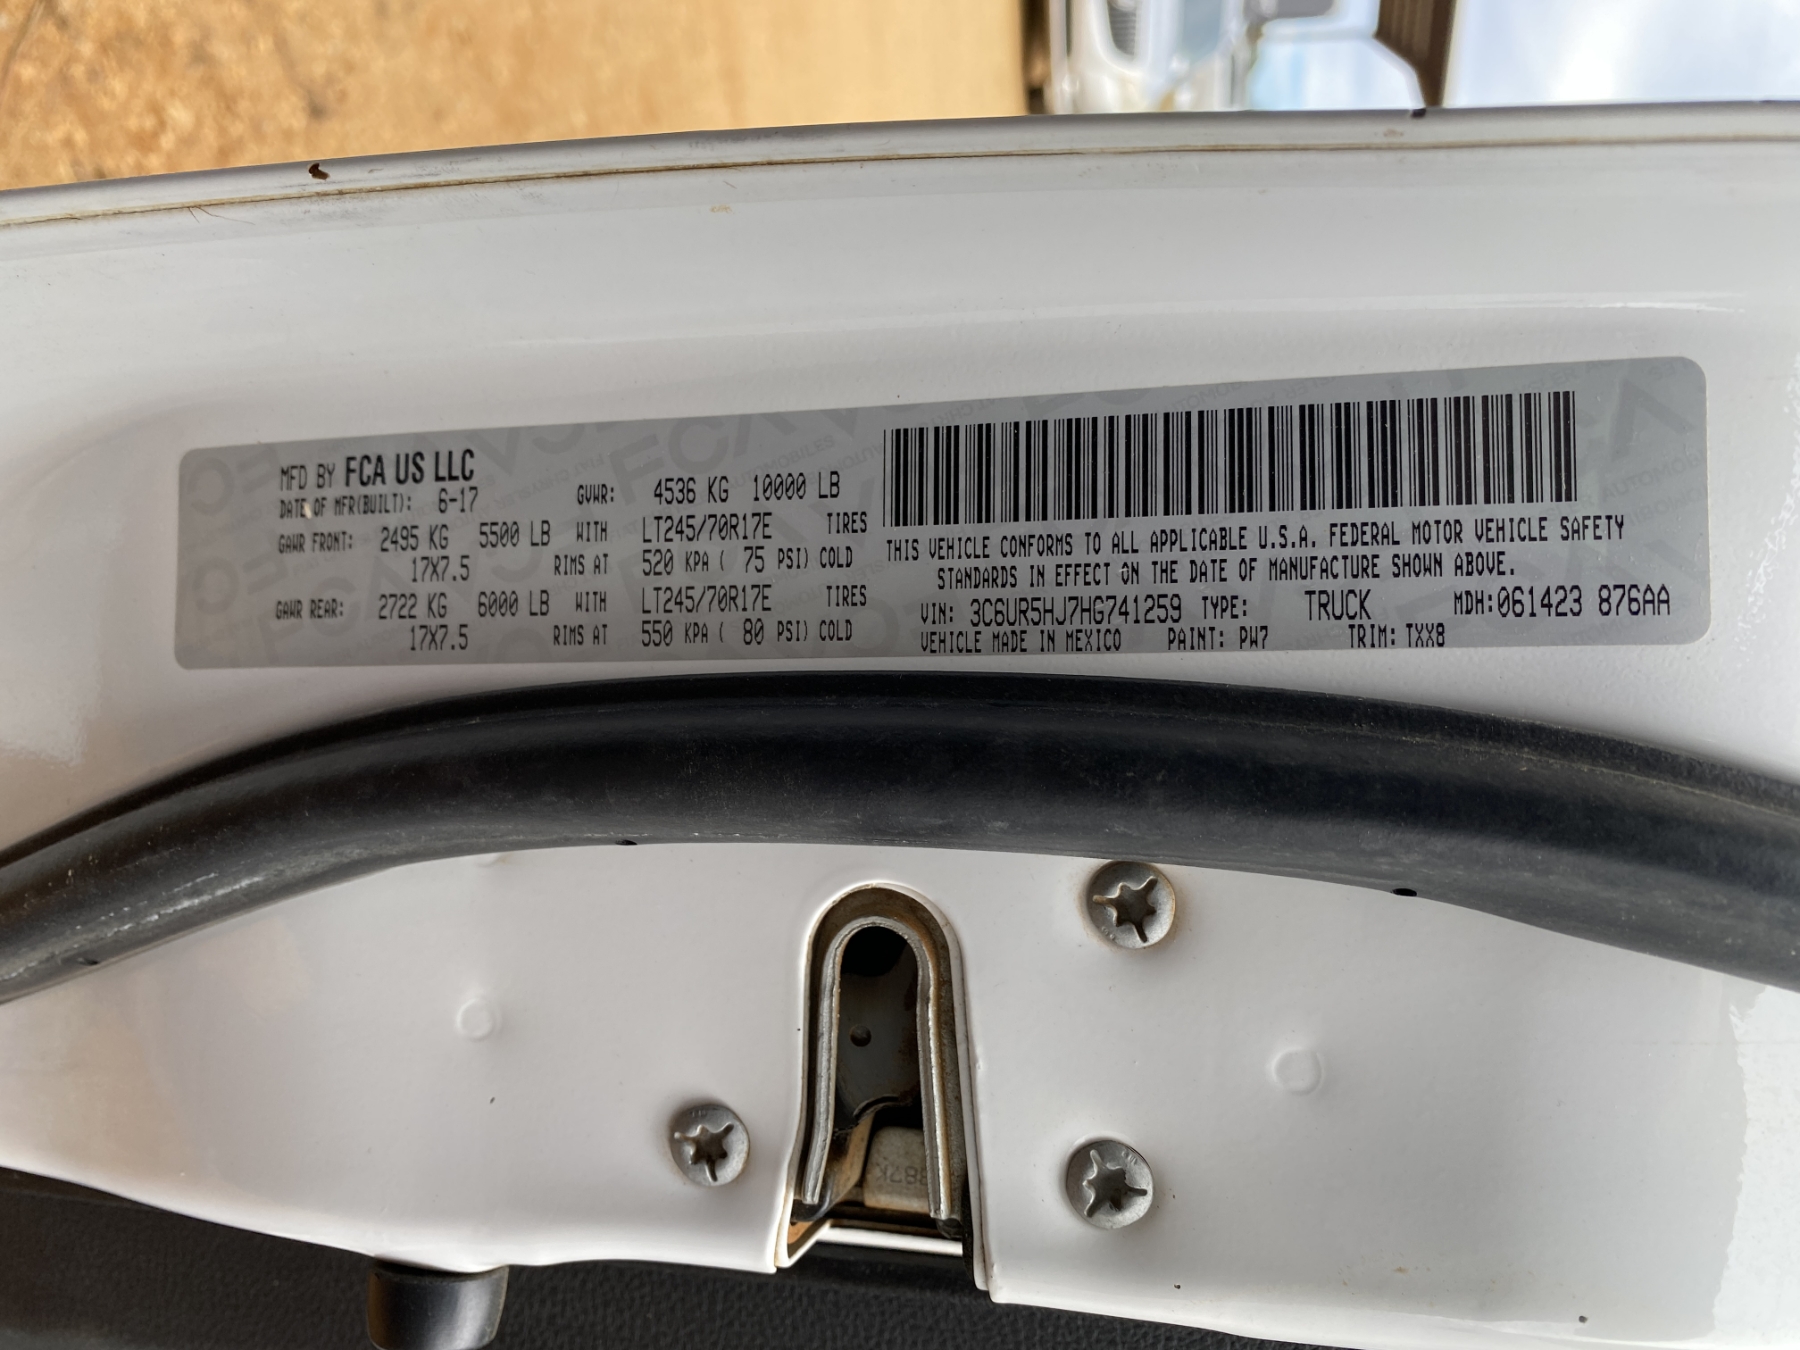 MFD BY FCA US LLC
DATE OF MFR(BUILT): 6-17 GVWR: 4536 KG 10000 LB
GAWR FRONT: 2495 KG 5500 LB WITH LT245/70R17E TIRES
17X7.5 RIMS AT 520 KPA ( 75 PSI) COLD
GAWR REAR: 2722 KG 6000 LB WITH LT245/70R17E TIRES
17X7.5 RIMS AT 550 KPA ( 80 PSI) COLD
THIS VEHICLE CONFORMS TO ALL APPLICABLE U.S.A. FEDERAL MOTOR VEHICLE SAFETY
STANDARDS IN EFFECT ON THE DATE OF MANUFACTURE SHOWN ABOVE.
VIN: 3C6UR5HJ7HG741259 TYPE: TRUCK MDH:061423 876AA
VEHICLE MADE IN MEXICO PAINT: PW7 TRIM: TXX8